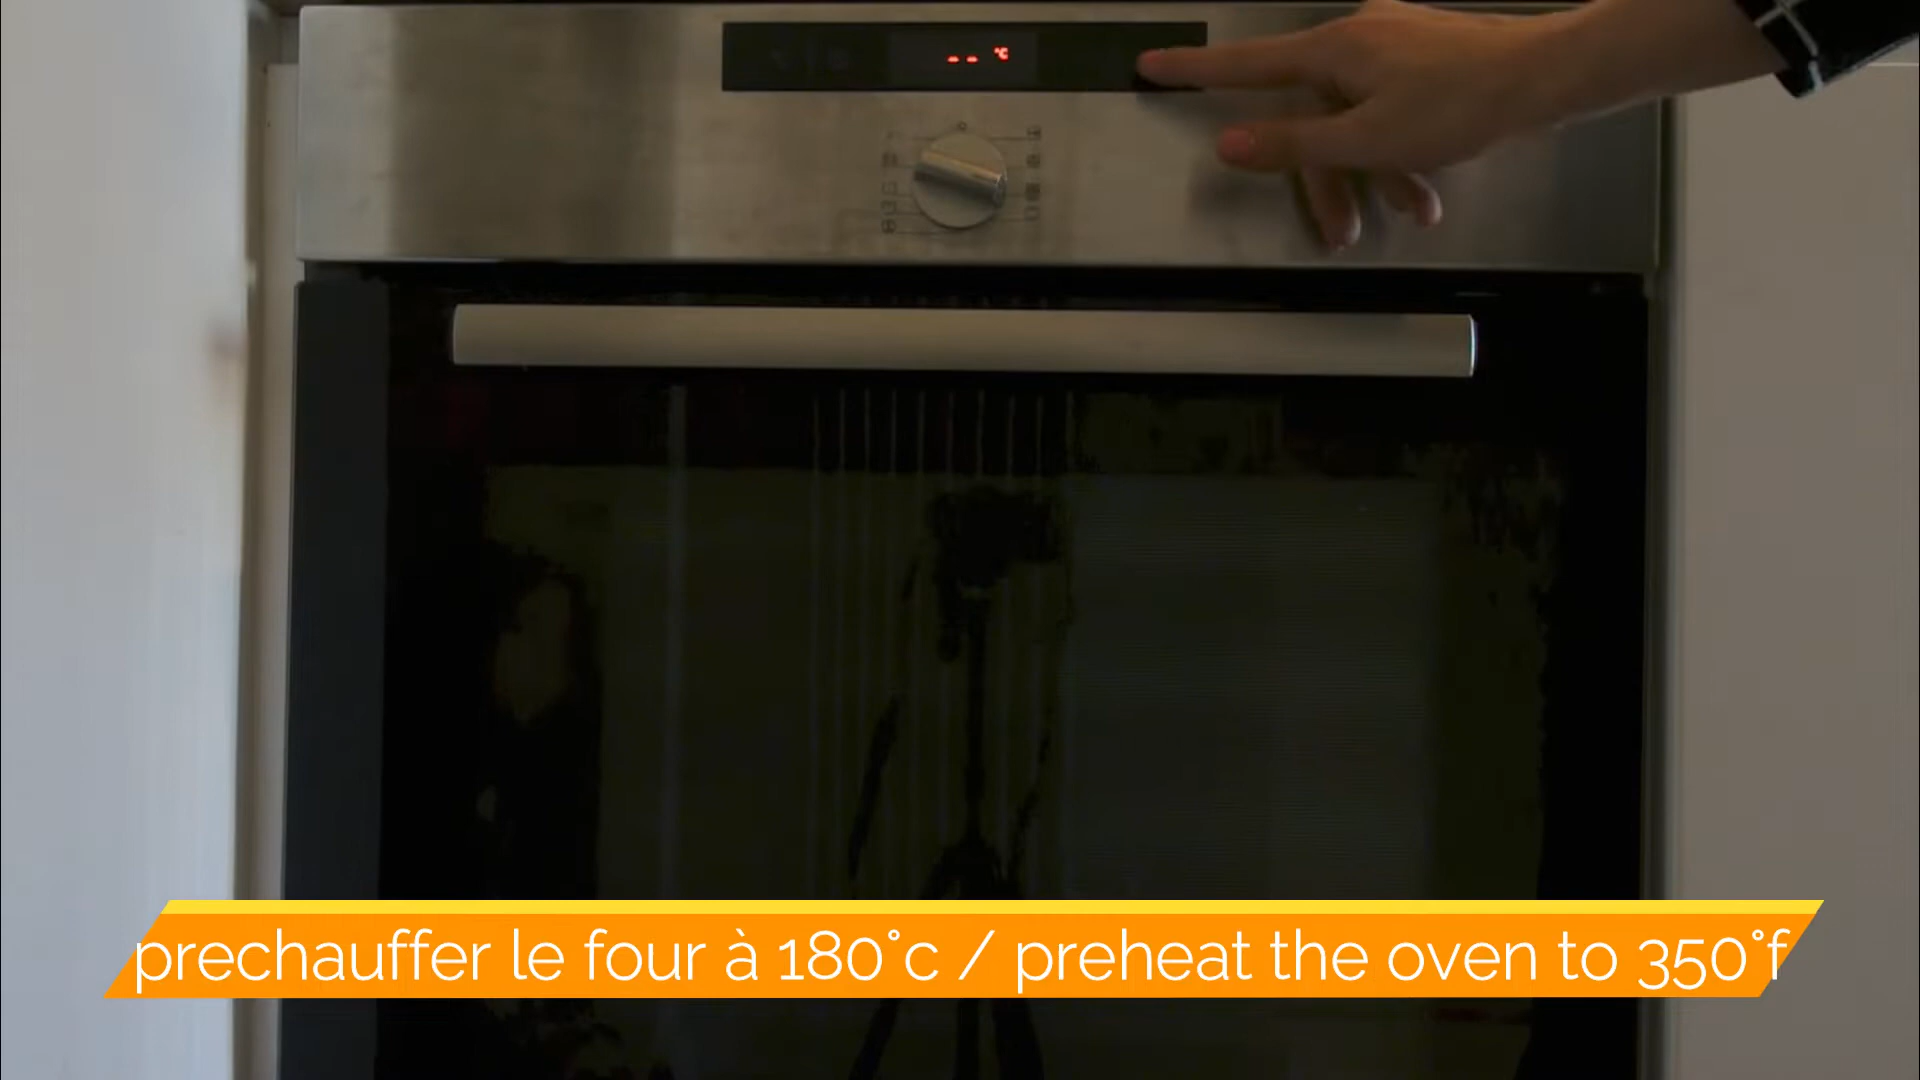 -- °C
prechauffer le four à 180°c / preheat the oven to 350°f